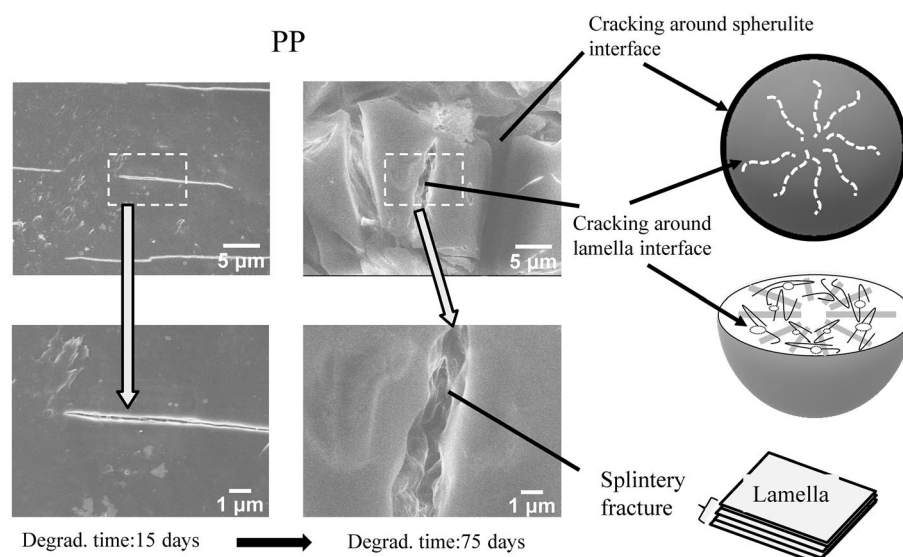 PP
Cracking around spherulite
interface
5 μm
5 μm
Cracking around
lamella interface
1 μm
1 μm
Splintery
fracture
Lamella
Degrad. time:15 days
Degrad. time:75 days